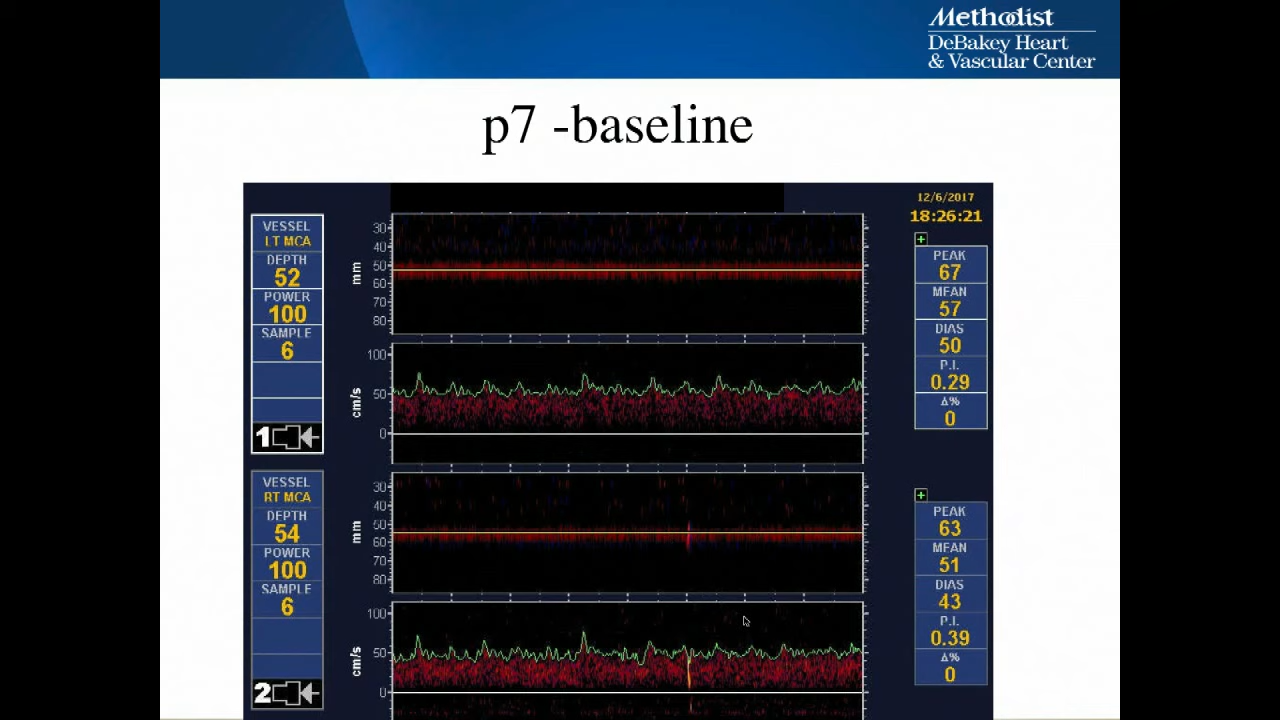 Methodist
DeBakey Heart
& Vascular Center
p7 -baseline
12/6/2017
18:26:21
VESSEL
LT MCA
DEPTH
52
POWER
100
SAMPLE
6
1
30
40
50
60
70
80
mm
100
50
0
cm/s
PEAK
67
MEAN
57
DIAS
50
P.I.
0.29
Δ%
0
VESSEL
RT MCA
DEPTH
54
POWER
100
SAMPLE
6
2
30
40
50
60
70
80
mm
100
50
0
cm/s
PEAK
63
MEAN
51
DIAS
43
P.I.
0.39
Δ%
0